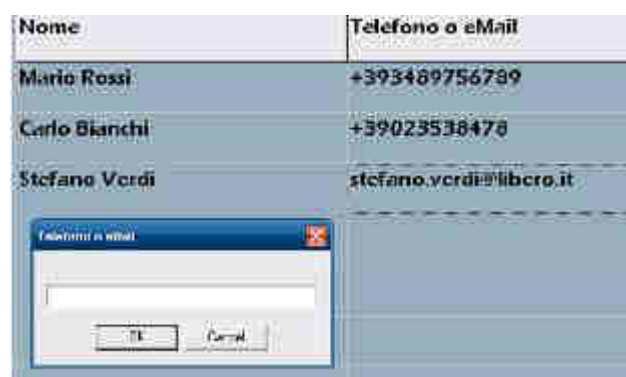 Nome Telefono o eMail
Mario Rossi +393489756789
Carlo Bianchi +39023538478
Stefano Verdi stefano.verdi@libero.it
Telefono o eMail
Ok Cancel